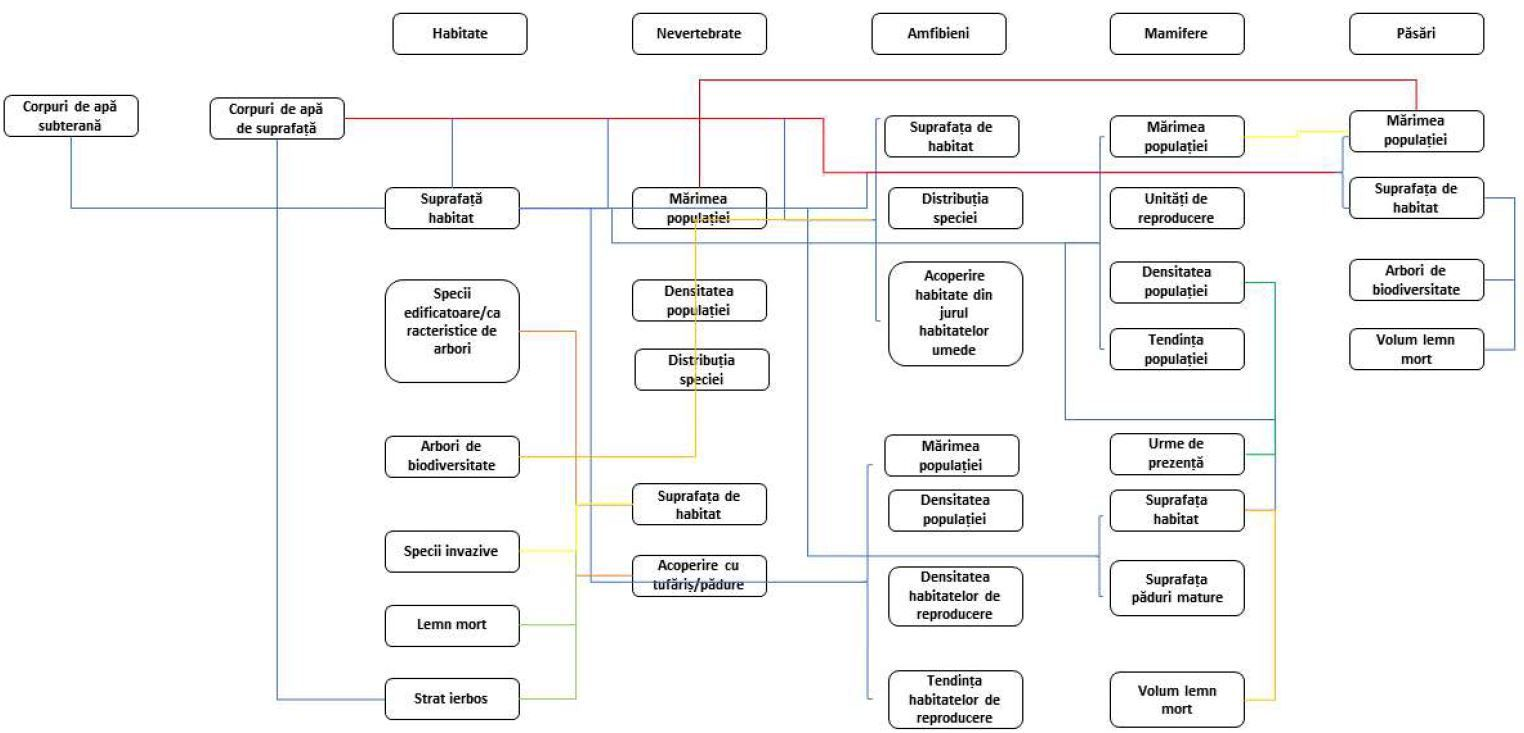 Habitate
Nevertebrate
Amfibieni
Mamifere
Păsări
Corpuri de apă
subterană
Corpuri de apă
de suprafață
Suprafață
habitat
Specii
edificatoare/ca
racteristice de
arbori
Arbori de
biodiversitate
Specii invazive
Lemn mort
Strat ierbos
Mărimea
populației
Densitatea
populației
Distribuția
speciei
Suprafața de
habitat
Acoperire cu
tufăriș/pădure
Suprafața de
habitat
Distribuția
speciei
Acoperire
habitate din
jurul
habitatelor
umede
Mărimea
populației
Densitatea
populației
Densitatea
habitatelor de
reproducere
Tendința
habitatelor de
reproducere
Mărimea
populației
Unități de
reproducere
Densitatea
populației
Tendința
populației
Urme de
prezență
Suprafața
habitat
Suprafața
păduri mature
Volum lemn
mort
Mărimea
populației
Suprafața de
habitat
Arbori de
biodiversitate
Volum lemn
mort